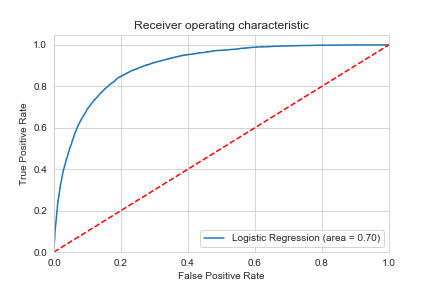 Receiver operating characteristic
1.0
0.8
0.6
0.4
0.2
0.0
True Positive Rate
Logistic Regression (area = 0.70)
0.0 0.2 0.4 0.6 0.8 1.0
False Positive Rate